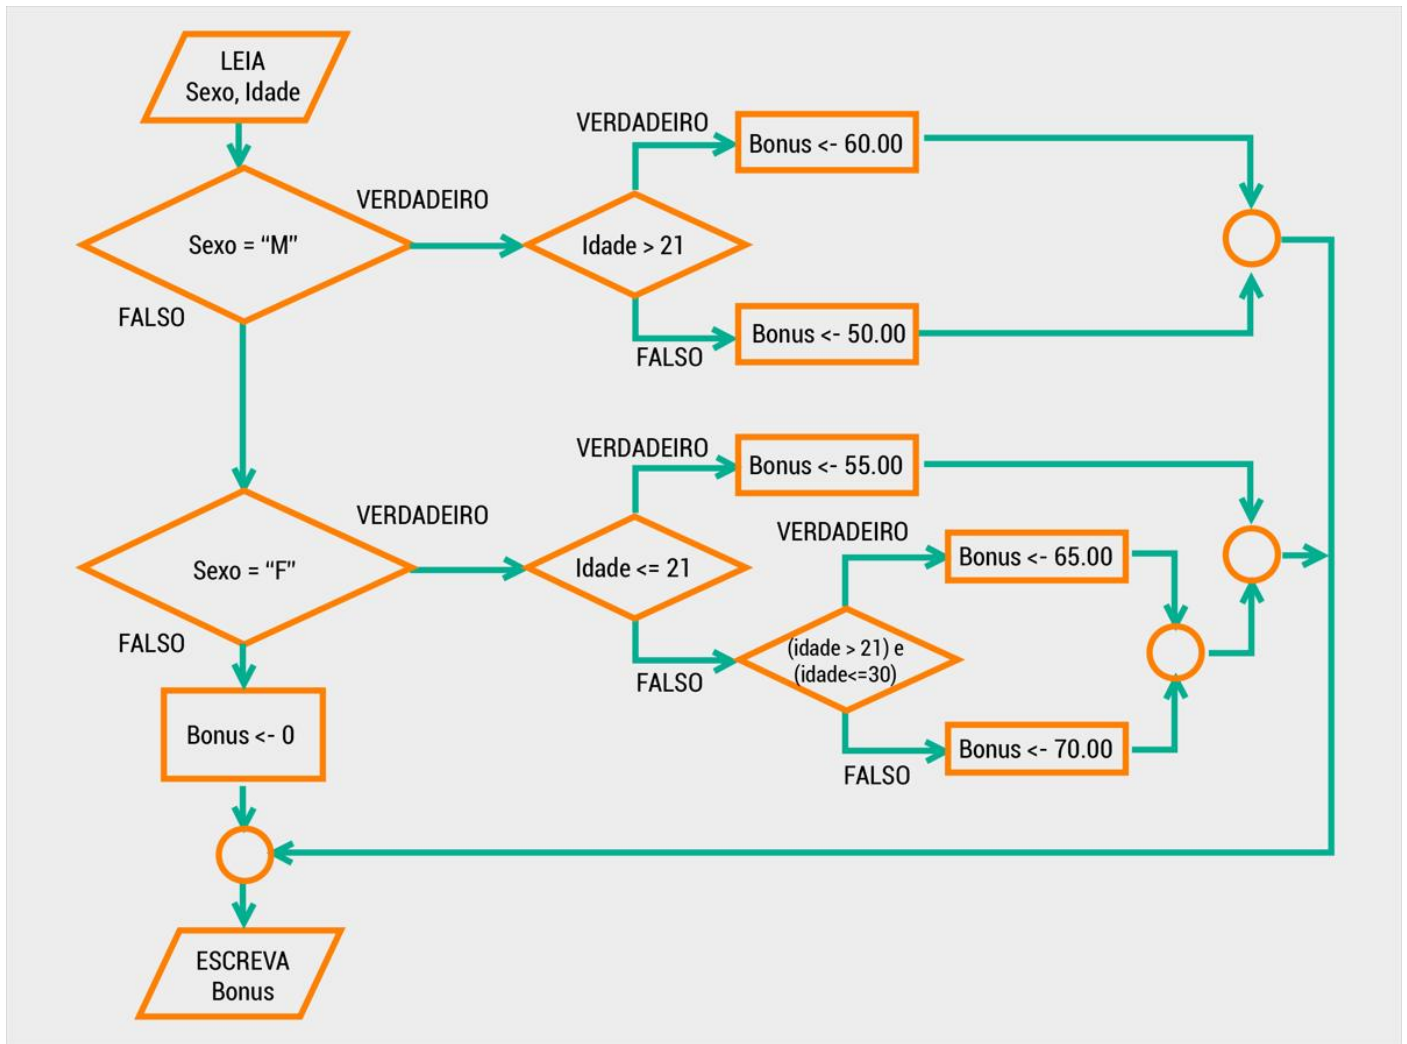 LEIA
Sexo, Idade
VERDADEIRO
Bonus <- 60.00
VERDADEIRO
Sexo = “M”
Idade > 21
FALSO
Bonus <- 50.00
FALSO
VERDADEIRO
Bonus <- 55.00
VERDADEIRO
VERDADEIRO
Bonus <- 65.00
Sexo = “F”
Idade <= 21
FALSO
(idade > 21) e
(idade<=30)
FALSO
Bonus <- 0
Bonus <- 70.00
FALSO
ESCREVA
Bonus